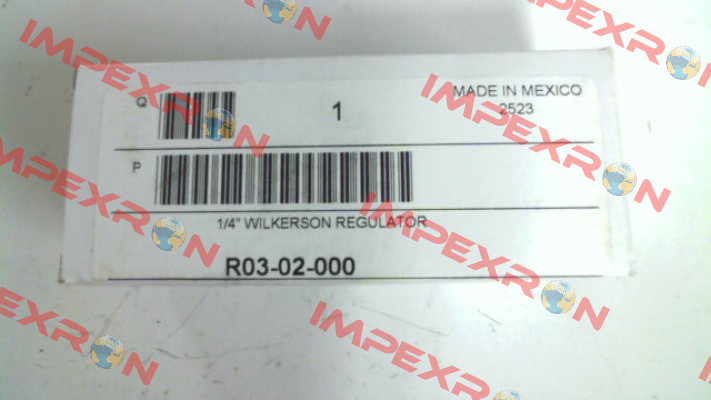 IMPEXRON
IMPEXRON
MADE IN MEXICO
Q
1
2523
IMPEXRON
P
IMPEXRON
IMPEXRON
1/4" WILKERSON REGULATOR
R03-02-000
IMPEXRON
IMPEXRON
IMPEXRON